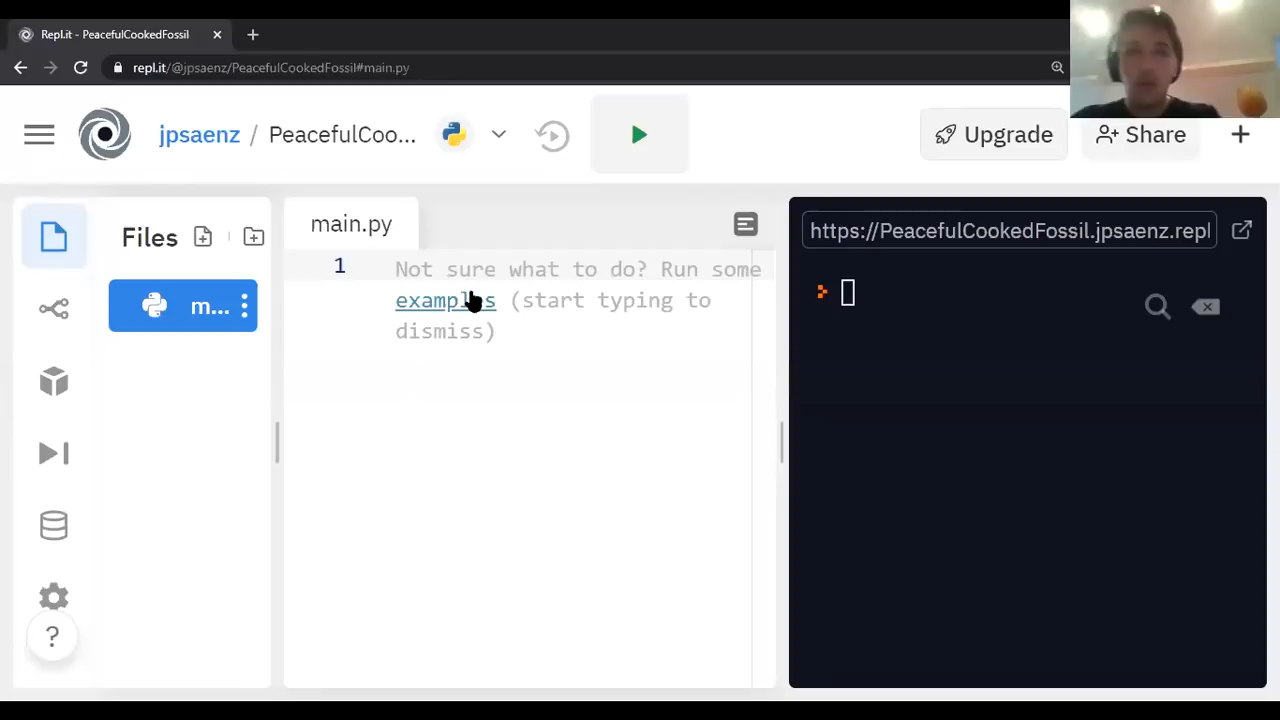 Repl.it - PeacefulCookedFossil
repl.it/@jpsaenz/PeacefulCookedFossil#main.py
jpsaenz / PeacefulCoo...
Upgrade
Share
Files
m...
main.py
1
Not sure what to do? Run some
examples (start typing to
dismiss)
https://PeacefulCookedFossil.jpsaenz.repl
?